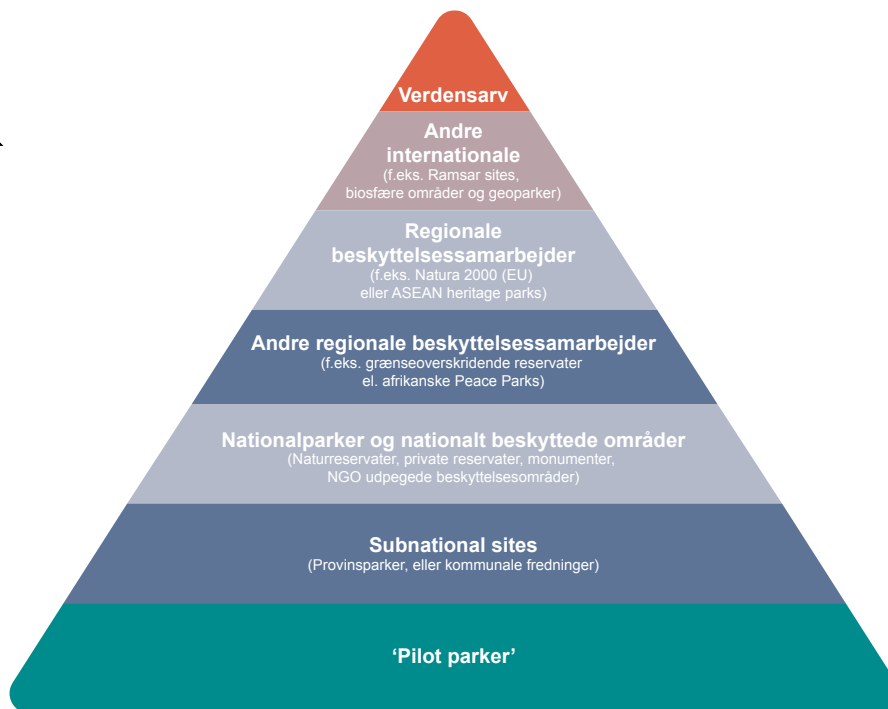 Verdensarv
Andre
internationale
(f.eks. Ramsar sites,
biosfære områder og geoparker)
Regionale
beskyttelsessamarbejder
(f.eks. Natura 2000 (EU)
eller ASEAN heritage parks)
Andre regionale beskyttelsessamarbejder
(f.eks. grænseoverskridende reservater
el. afrikanske Peace Parks)
Nationalparker og nationalt beskyttede områder
(Naturreservater, private reservater, monumenter,
NGO udpegede beskyttelsesområder)
Subnational sites
(Provinsparker, eller kommunale fredninger)
‘Pilot parker’